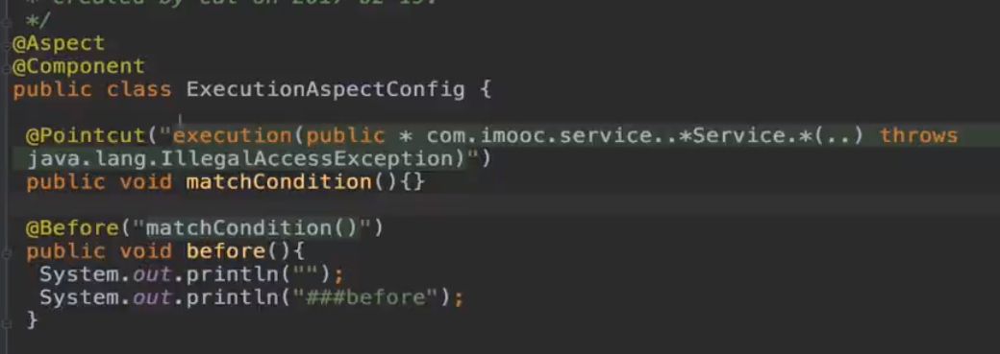 */
@Aspect
@Component
public class ExecutionAspectConfig {
@Pointcut("execution(public * com.imooc.service..*Service.*(..) throws
java.lang.IllegalAccessException)")
public void matchCondition(){}
@Before("matchCondition()")
public void before(){
System.out.println("");
System.out.println("###before");
}